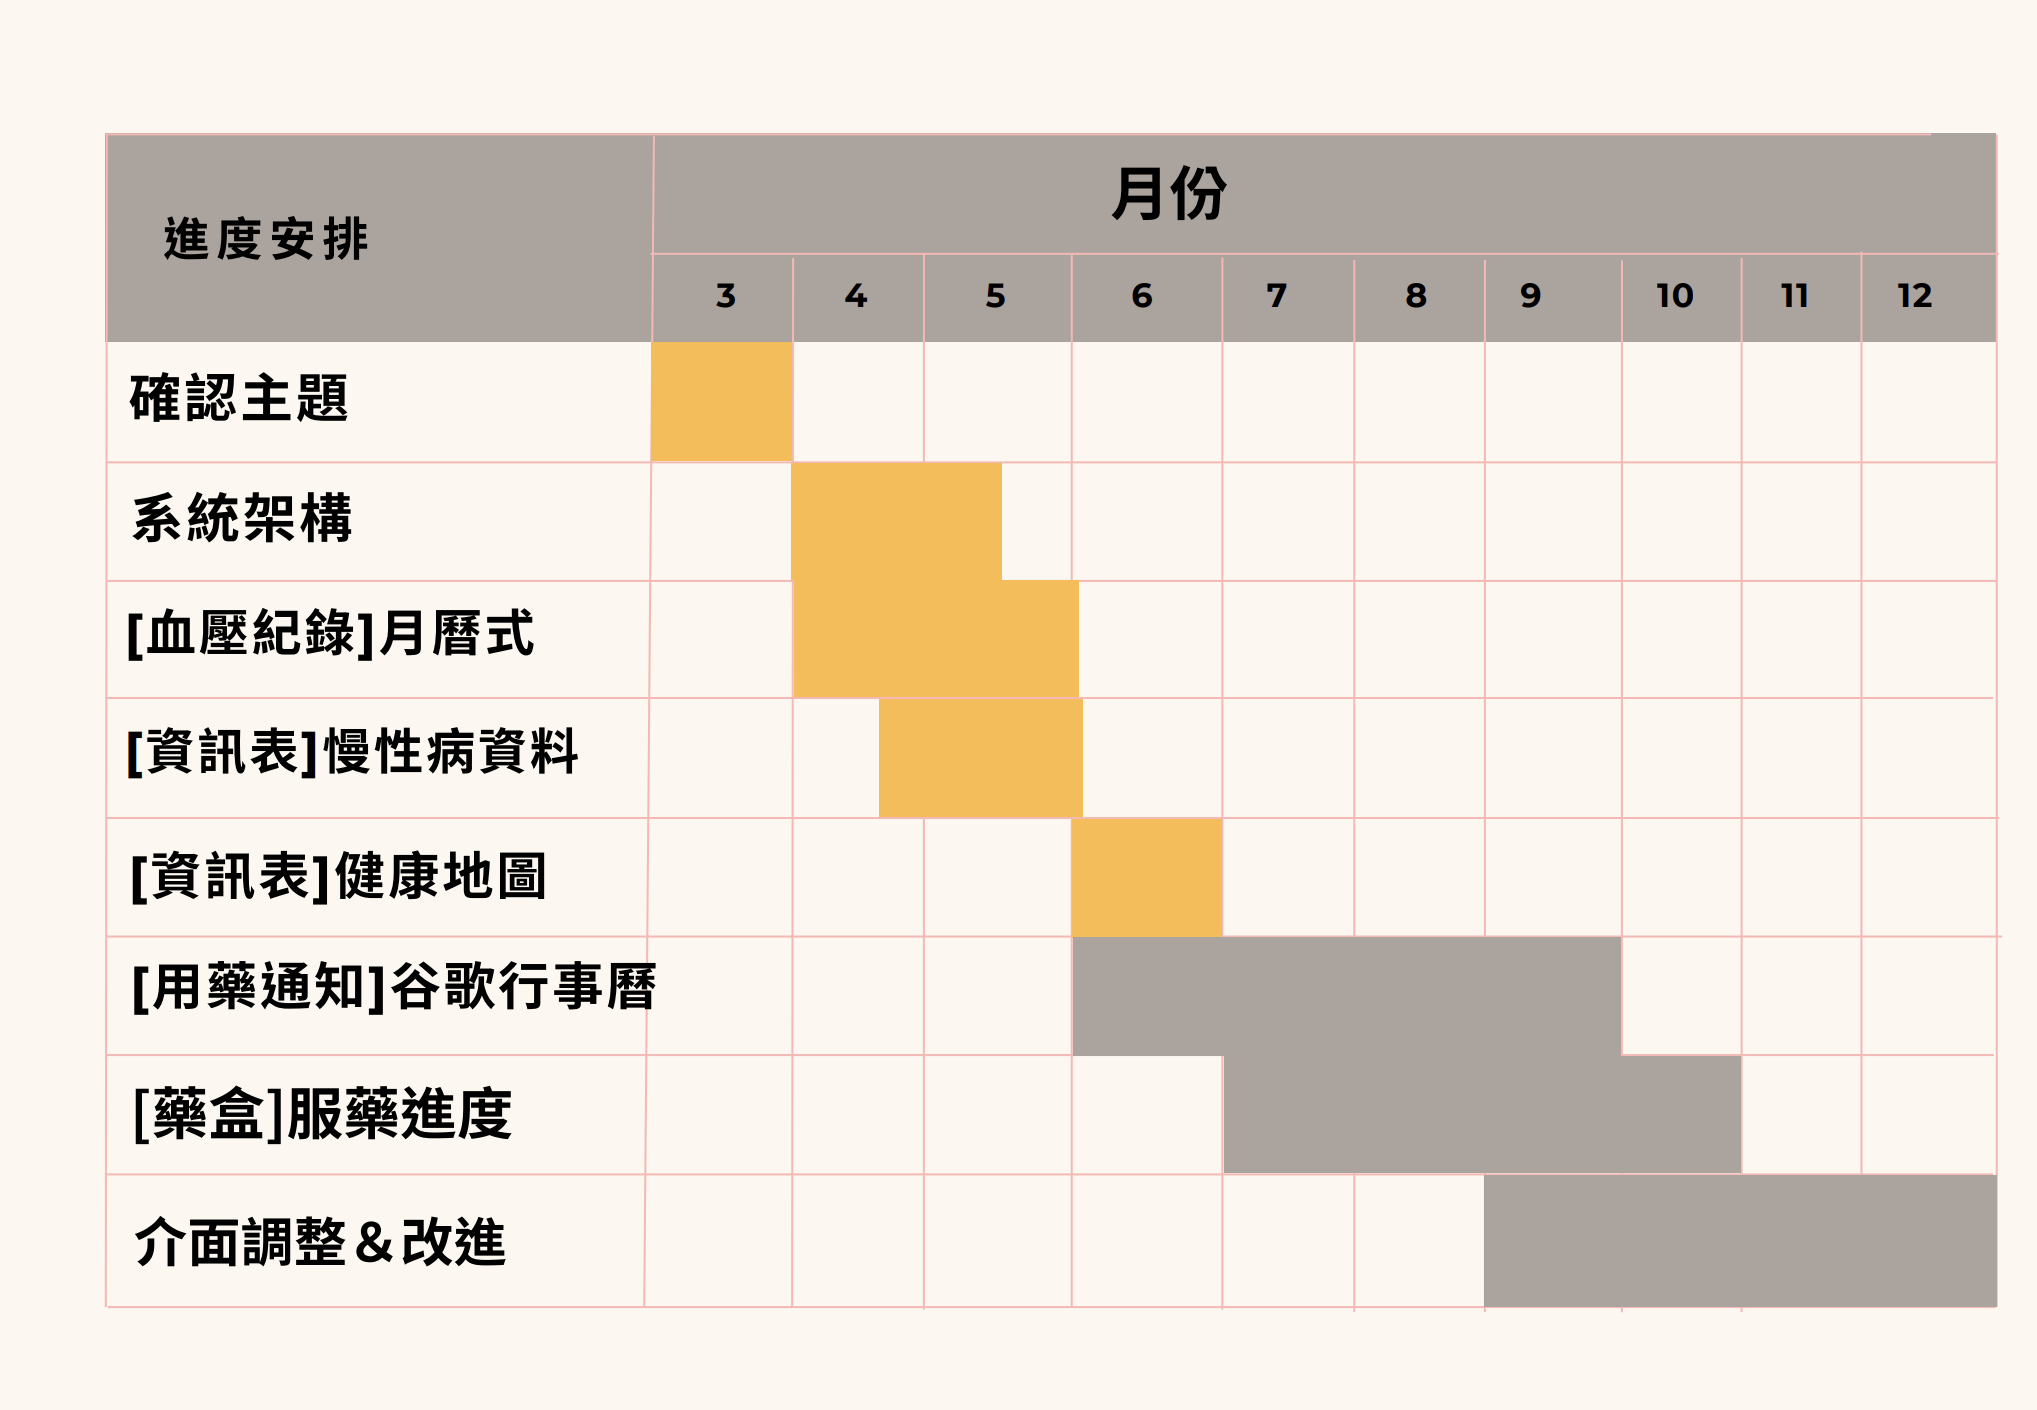 月份
進度安排
3 4 5 6 7 8 9 10 11 12
確認主題
系統架構
[血壓紀錄]月曆式
[資訊表]慢性病資料
[資訊表]健康地圖
[用藥通知]谷歌行事曆
[藥盒]服藥進度
介面調整＆改進